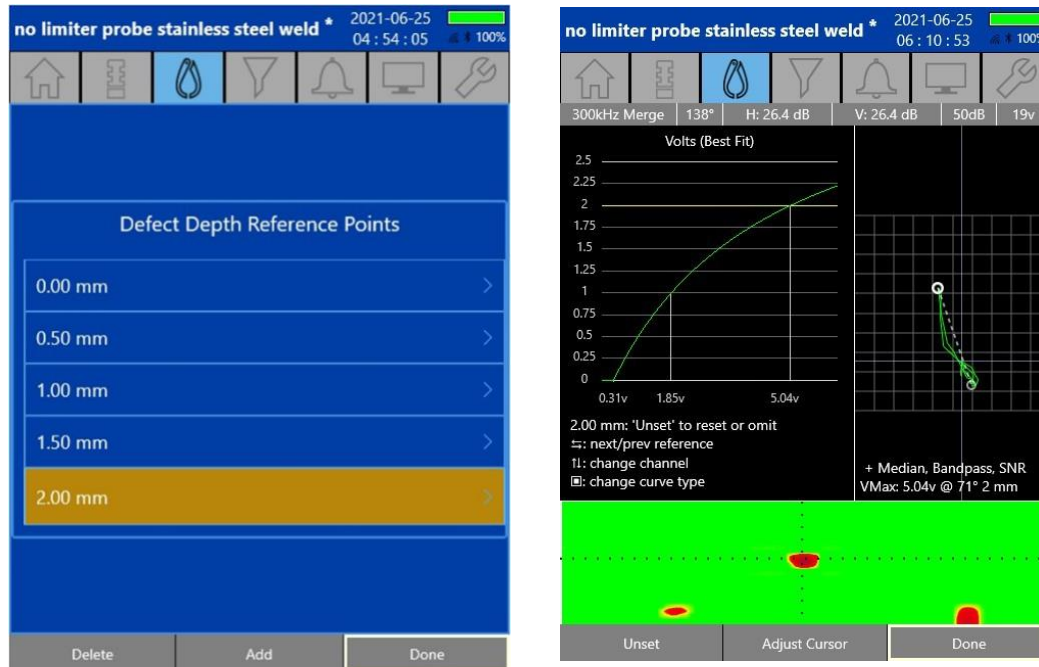 no limiter probe stainless steel weld *
2021-06-25
04 : 54 : 05
100%
Defect Depth Reference Points
0.00 mm
0.50 mm
1.00 mm
1.50 mm
2.00 mm
Delete
Add
Done
no limiter probe stainless steel weld *
2021-06-25
06 : 10 : 53
100%
300kHz Merge 138° H: 26.4 dB V: 26.4 dB 50dB 19v
Volts (Best Fit)
2.5
2.25
2
1.75
1.5
1.25
1
0.75
0.5
0.25
0
0.31v 1.85v 5.04v
2.00 mm: 'Unset' to reset or omit
⇆: next/prev reference
⇅: change channel
▣: change curve type
+ Median, Bandpass, SNR
VMax: 5.04v @ 71° 2 mm
Unset
Adjust Cursor
Done